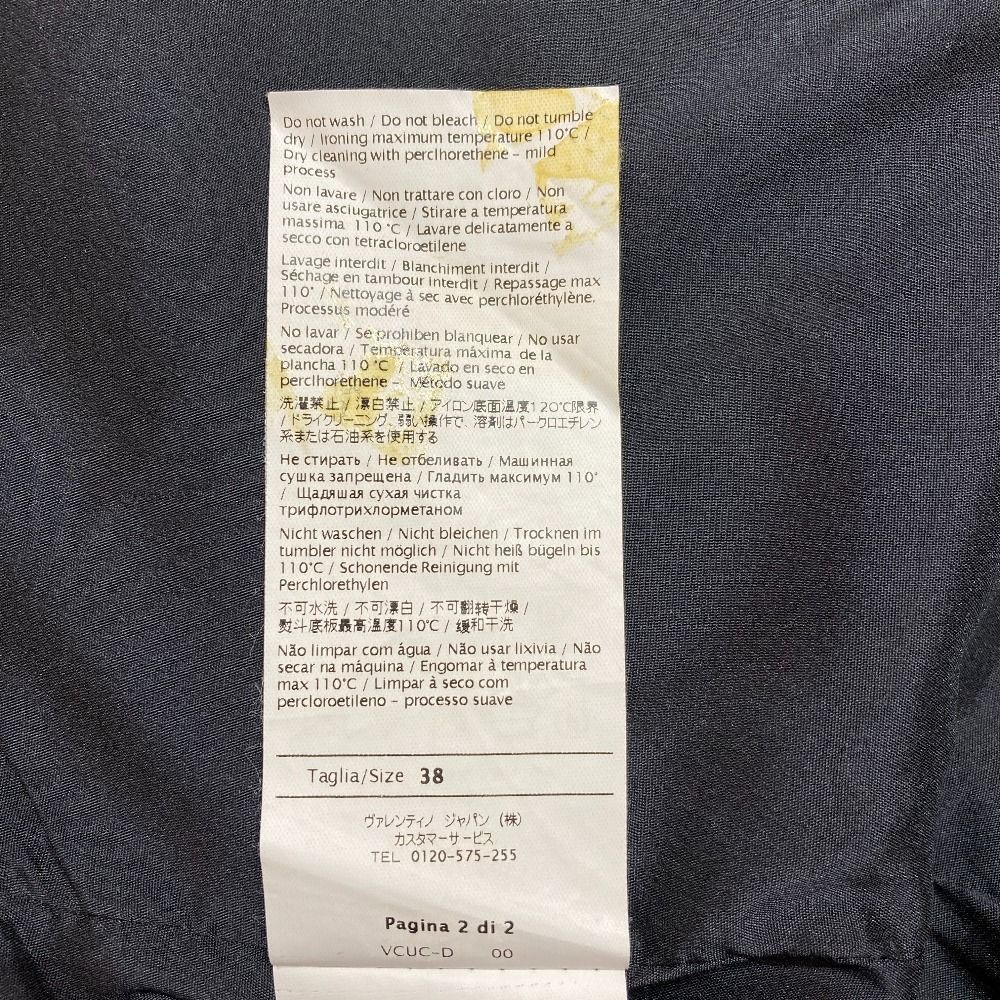 Do not wash / Do not bleach / Do not tumble
dry / Ironing maximum temperature 110°C /
Dry cleaning with perclhorethene - mild
process
Non lavare / Non trattare con cloro / Non
usare asciugatrice / Stirare a temperatura
massima 110 °C / Lavare delicatamente a
secco con tetracloroetilene
Lavage interdit / Blanchiment interdit /
Séchage en tambour interdit / Repassage max
110° / Nettoyage à sec avec perchloréthylène.
Processus modéré
No lavar / Se prohiben blanquear / No usar
secadora / Temperatura máxima de la
plancha 110 °C / Lavado en seco en
perclhorethene - Método suave
洗濯禁止 / 漂白禁止 / アイロン底面温度120℃限界
/ ドライクリーニング、弱い操作で、溶剤はパークロエチレン
系または石油系を使用する
Не стирать / Не отбеливать / Машинная
сушка запрещена / Гладить максимум 110°
/ Щадяшая сухая чистка
трифлотрихлорметаном
Nicht waschen / Nicht bleichen / Trocknen im
tumbler nicht möglich / Nicht heiß bügeln bis
110°C / Schonende Reinigung mit
Perchlorethylen
不可水洗 / 不可漂白 / 不可翻转干燥 /
熨斗底板最高温度110℃ / 缓和干洗
Não limpar com água / Não usar lixivia / Não
secar na máquina / Engomar à temperatura
max 110°C / Limpar à seco com
percloroetileno - processo suave
Taglia/Size 38
ヴァレンティノ ジャパン (株)
カスタマーサービス
TEL 0120-575-255
Pagina 2 di 2
VCUC-D 00